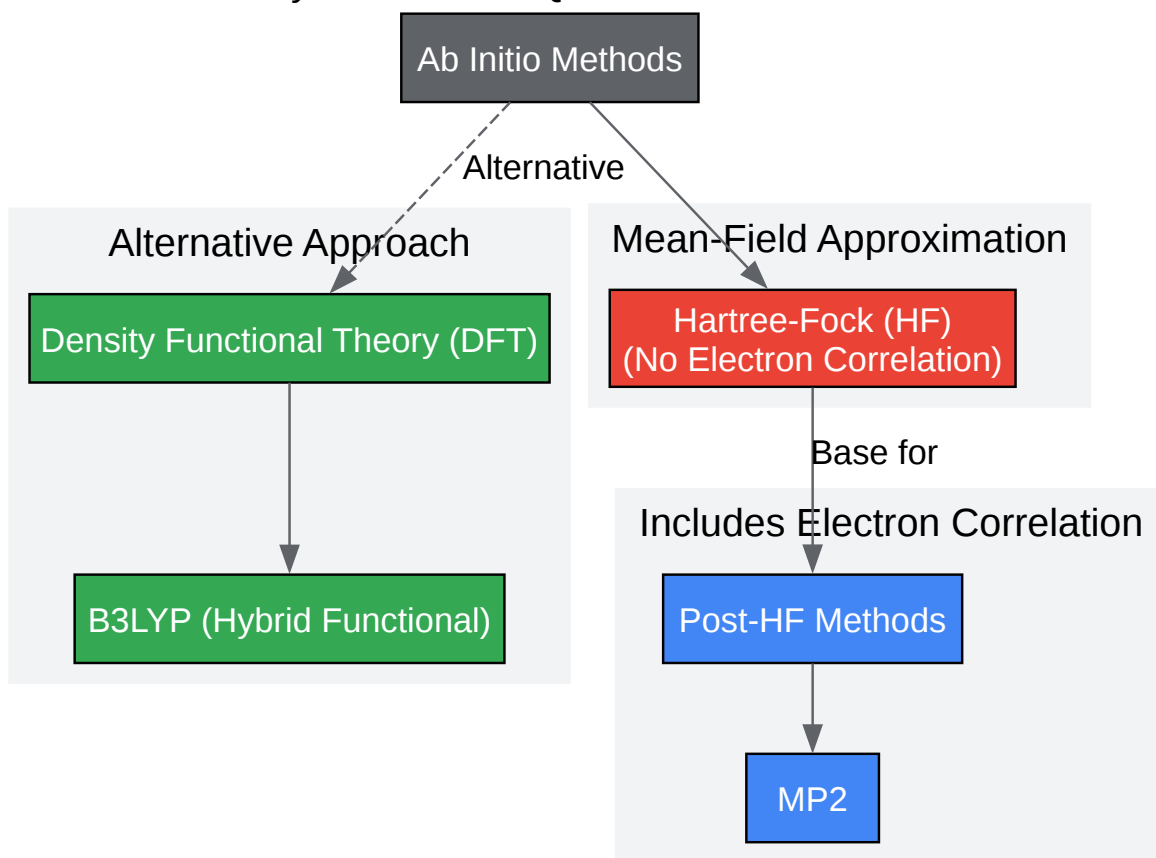 Ab Initio Methods
Alternative
Alternative Approach
Mean-Field Approximation
Density Functional Theory (DFT)
Hartree-Fock (HF)
(No Electron Correlation)
Base for
Includes Electron Correlation
B3LYP (Hybrid Functional)
Post-HF Methods
MP2